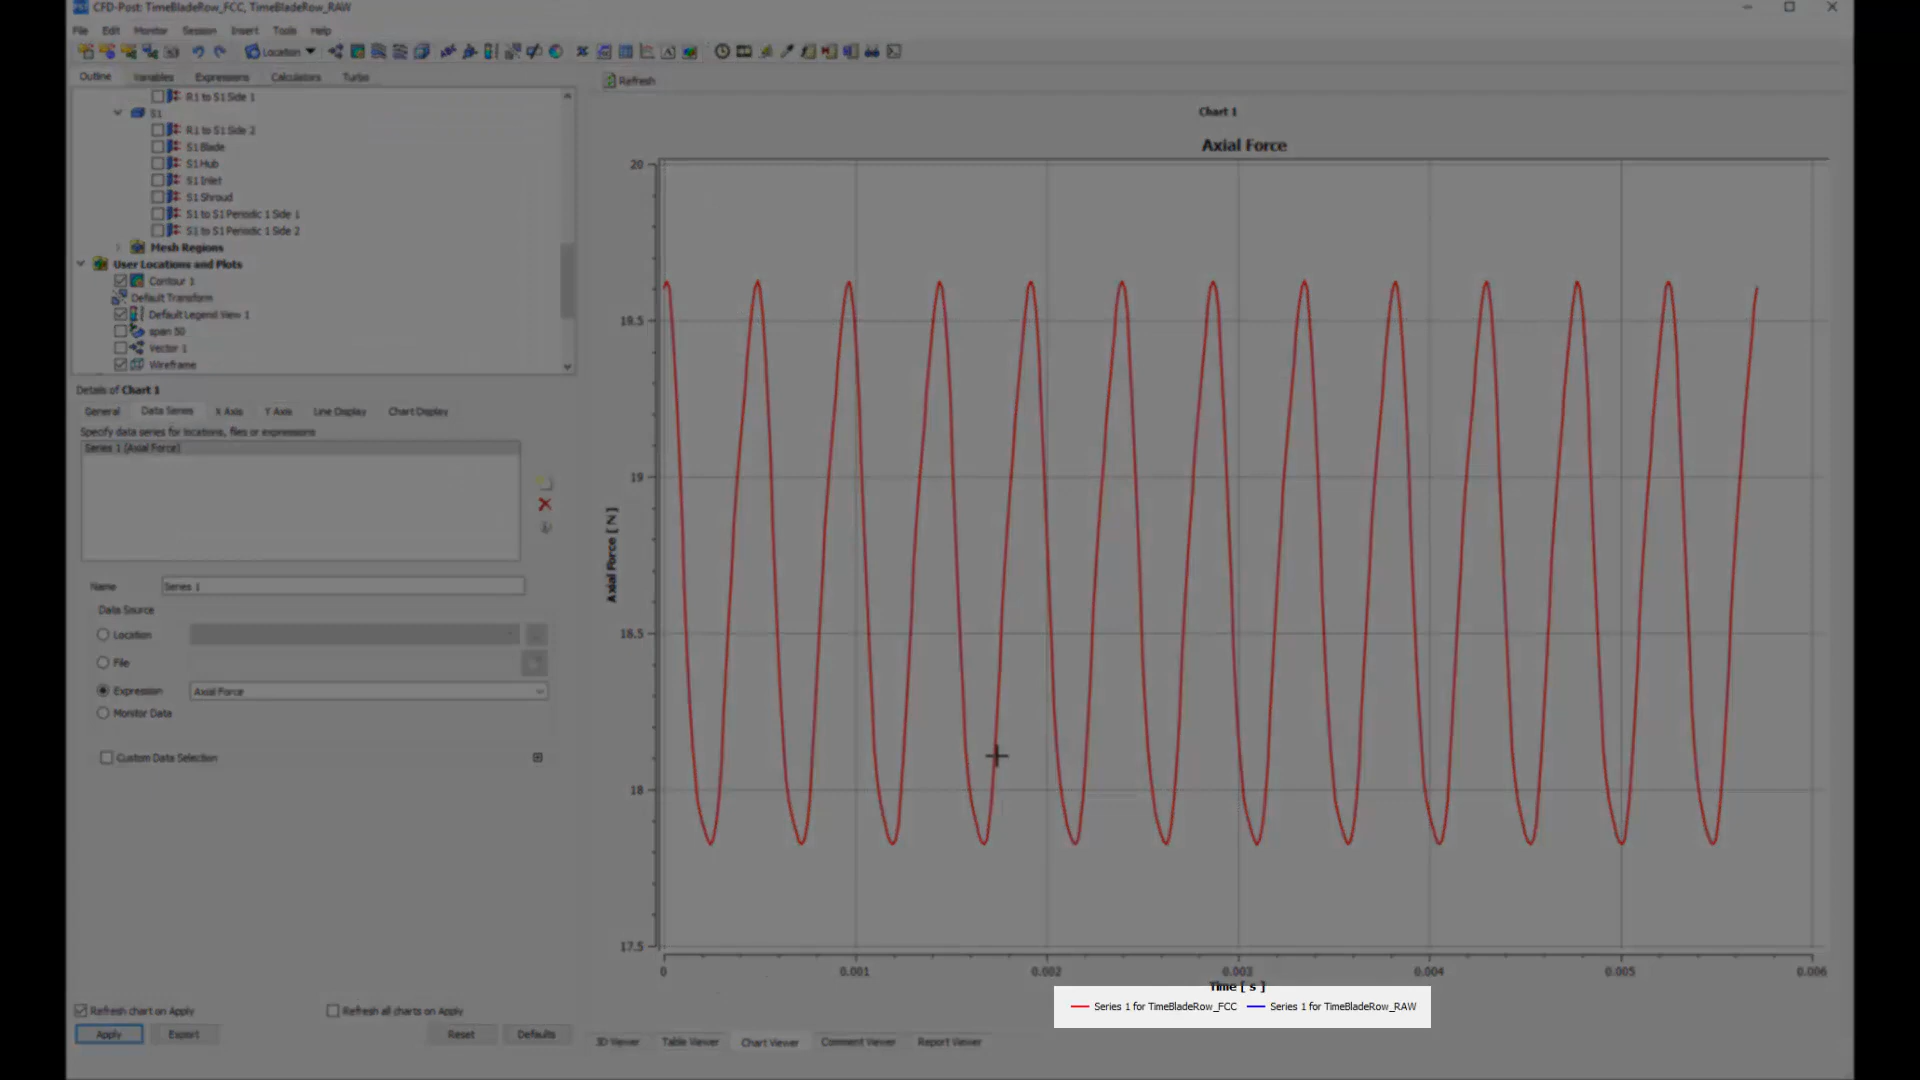 CFD-Post: TimeBladeRow_FCC, TimeBladeRow_RAW
File Edit Monitor Session Insert Tools Help
Location
Outline Variables Expressions Calculators Turbo
R1 to S1 Side 1
S1
R1 to S1 Side 2
S1 Blade
S1 Hub
S1 Inlet
S1 Shroud
S1 to S1 Periodic 1 Side 1
S1 to S1 Periodic 1 Side 2
Mesh Regions
User Locations and Plots
Contour 1
Default Transform
Default Legend View 1
span 50
Vector 1
Wireframe
Details of Chart 1
General Data Series X Axis Y Axis Line Display Chart Display
Specify data series for locations, files or expressions
Series 1 (Axial Force)
Name Series 1
Data Source
Location
File
Expression Axial Force
Monitor Data
Custom Data Selection
Refresh chart on Apply Refresh all charts on Apply
Apply Export Reset Defaults
Refresh
Chart 1
Axial Force
20
19.5
19
18.5
18
17.5
Axial Force [ N ]
0 0.001 0.002 0.003 0.004 0.005 0.006
Time [ s ]
Series 1 for TimeBladeRow_FCC Series 1 for TimeBladeRow_RAW
3D Viewer Table Viewer Chart Viewer Comment Viewer Report Viewer